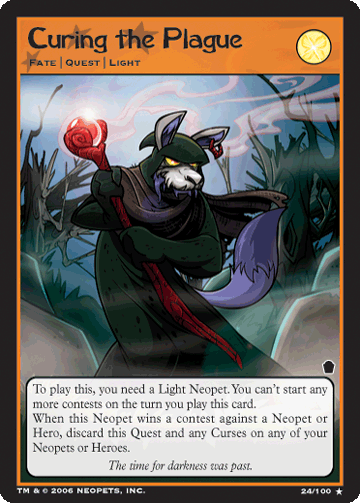 Curing the Plague
Fate | Quest | Light
To play this, you need a Light Neopet. You can't start any
more contests on the turn you play this card.
When this Neopet wins a contest against a Neopet or
Hero, discard this Quest and any Curses on any of your
Neopets or Heroes.
The time for darkness was past.
TM & © 2006 NEOPETS, INC.
24/100 ★